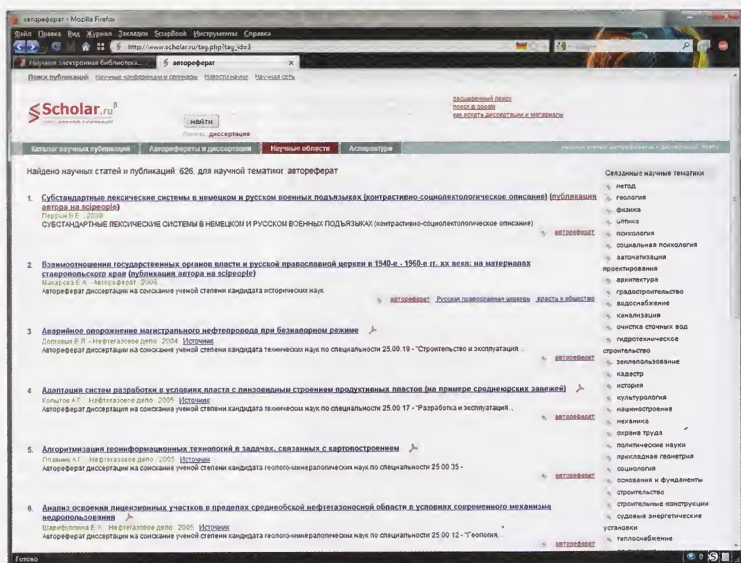 автореферат - Mozilla Firefox
Файл Правка Вид Журнал Закладки ScrapBook Инструменты Справка
http://www.scholar.ru/tag.php?tag_id=3
Научная электронная библиотека...
автореферат
Поиск публикаций Научные конференции и семинары Новости науки Научная сеть
Scholar.ru β
найти
диссертация
расширенный поиск
поиск в google
как искать диссертации и материалы
Каталог научных публикаций Авторефераты и диссертации Научные области Аспирантура
Найдено научных статей и публикаций: 626, для научной тематики: автореферат
1. Субстандартные лексические системы в немецком и русском военных подъязыках (контрастивно-социолектологическое описание) (публикация
автора на scipeople)
2009
СУБСТАНДАРТНЫЕ ЛЕКСИЧЕСКИЕ СИСТЕМЫ В НЕМЕЦКОМ И РУССКОМ ВОЕННЫХ ПОДЪЯЗЫКАХ (контрастивно-социолектологическое описание)
автореферат
2. Взаимоотношения государственных органов власти и русской православной церкви в 1940-е - 1960-е гг. xx века: на материалах
ставропольского края (публикация автора на scipeople)
Макарова Е.А. - Автореферат,
Автореферат диссертации на соискание ученой степени кандидата исторических наук
автореферат Русская православная церковь власть и общество
3. Аварийное опорожнение магистрального нефтепровода при безнапорном режиме
- Нефтегазовое дело, 2004 Источник
Автореферат диссертации на соискание ученой степени кандидата технических наук по специальности 25.00.19 - "Строительство и эксплуатация...
автореферат
4. Адаптация систем разработки в условиях пласта с линзовидным строением продуктивных пластов (на примере среднеюрских залежей)
Копытов А.Г. - Нефтегазовое дело, 2005 Источник
Автореферат диссертации на соискание ученой степени кандидата технических наук по специальности 25.00.17 - "Разработка и эксплуатация...
автореферат
5. Алгоритмизация геоинформационных технологий в задачах, связанных с картопостроением
Плавник А.Г. - Нефтегазовое дело, 2005 Источник
Автореферат диссертации на соискание ученой степени кандидата геолого-минералогических наук по специальности 25.00.35 -
автореферат
6. Анализ освоения лицензионных участков в пределах среднеобской нефтегазоносной области в условиях современного механизма
недропользования
Шарифуллина - Нефтегазовое дело, 2005 Источник
Автореферат диссертации на соискание ученой степени кандидата геолого-минералогических наук по специальности 25.00.12 - "Геология,...
автореферат
Связанные научные тематики
метод
геология
физика
оптика
психология
социальная психология
автоматизация
проектирования
архитектура
градостроительство
водоснабжение
канализация
очистка сточных вод
гидротехническое
строительство
землепользование
кадастр
история
культурология
машиностроение
механика
охрана труда
политические науки
прикладная геометрия
социология
основания и фундаменты
строительство
строительные конструкции
судовые энергетические
установки
теплоснабжение
Готово